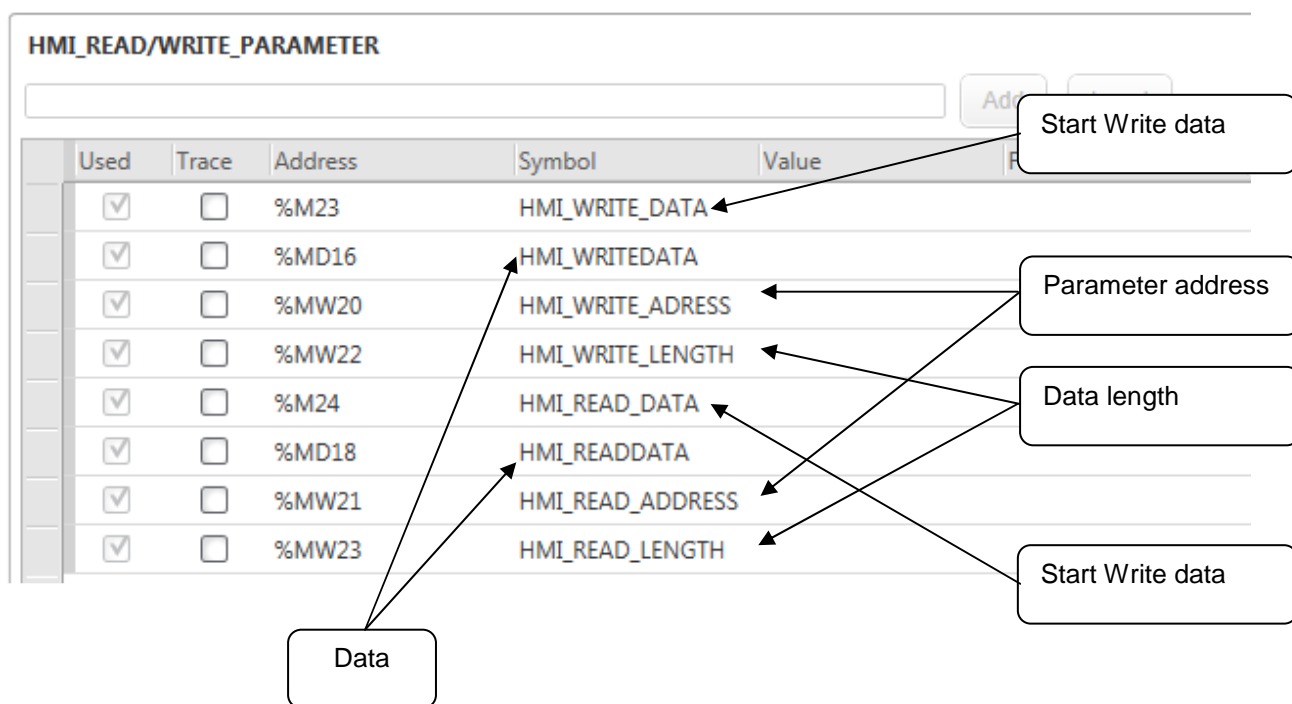 HMI_READ/WRITE_PARAMETER
Add
Start Write data
Used Trace Address Symbol Value F
%M23 HMI_WRITE_DATA
%MD16 HMI_WRITEDATA
%MW20 HMI_WRITE_ADRESS
Parameter address
%MW22 HMI_WRITE_LENGTH
%M24 HMI_READ_DATA
Data length
%MD18 HMI_READDATA
%MW21 HMI_READ_ADDRESS
%MW23 HMI_READ_LENGTH
Start Write data
Data